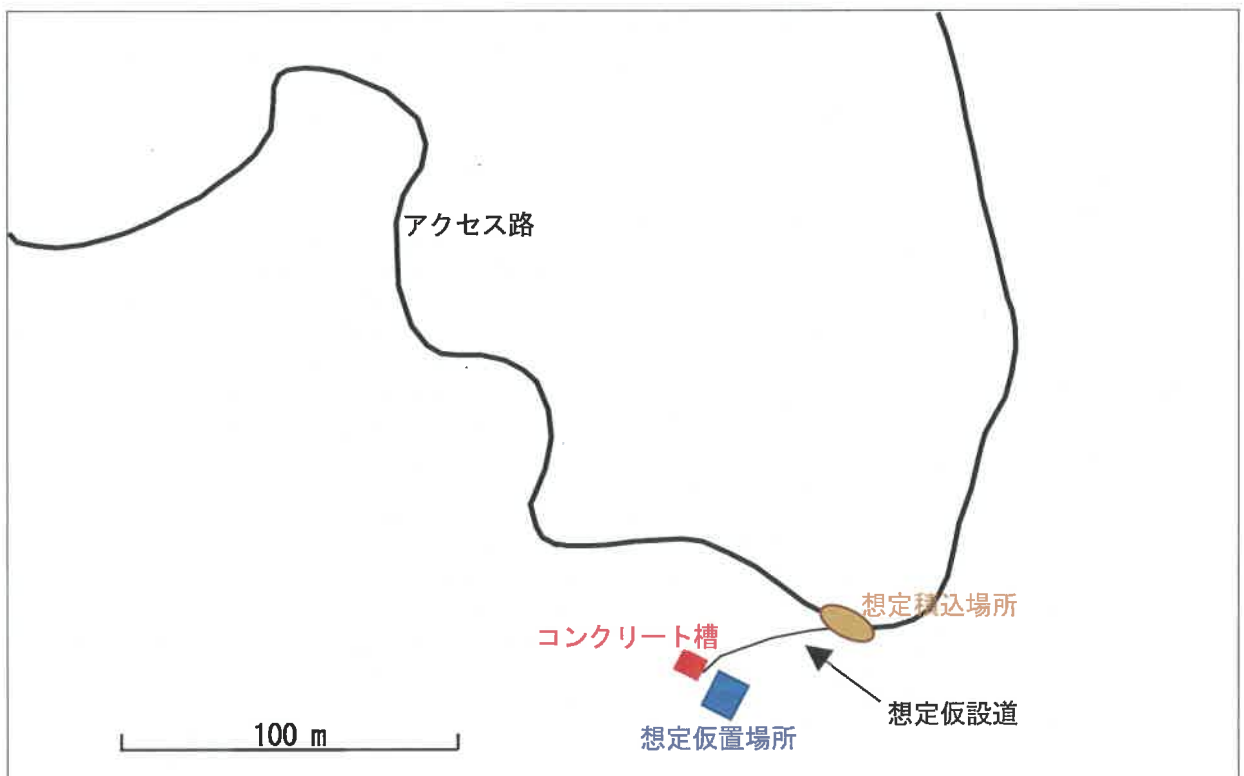 アクセス路
想定積込場所
コンクリート槽
想定仮設道
想定仮置場所
100 m